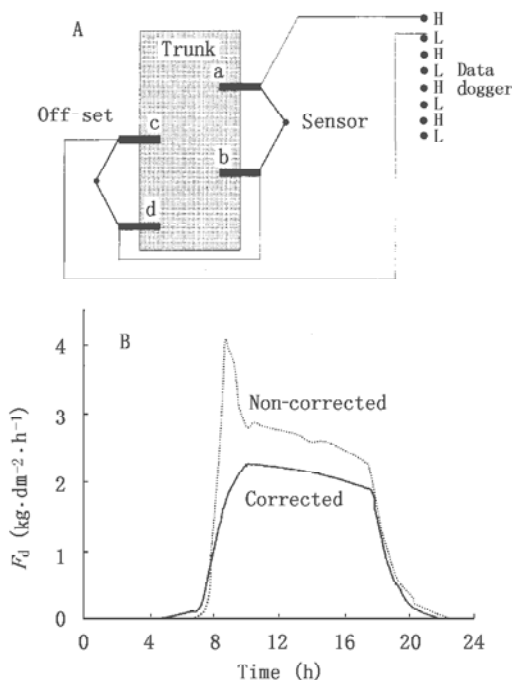 A
Trunk
a
Off set
c
Sensor
b
d
H
L
H
L
H
L
H
L
Data
dogger
B
4
3
2
1
0
Non-corrected
Corrected
F_d (kg·dm⁻²·h⁻¹)
0 4 8 12 16 20 24
Time (h)